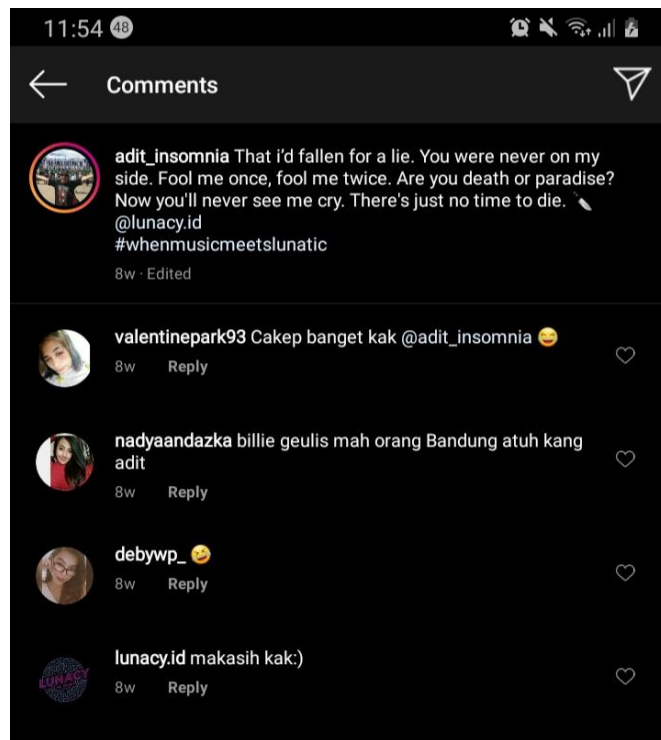 11:54 48
Comments
adit_insomnia That i'd fallen for a lie. You were never on my
side. Fool me once, fool me twice. Are you death or paradise?
Now you'll never see me cry. There's just no time to die. 🔪
@lunacy.id
#whenmusicmeetslunatic
8w · Edited
valentinepark93 Cakep banget kak @adit_insomnia 😄
8w Reply
nadyaandazka billie geulis mah orang Bandung atuh kang
adit
8w Reply
debywp_ 🤣
8w Reply
LUNACY
lunacy.id makasih kak:)
8w Reply